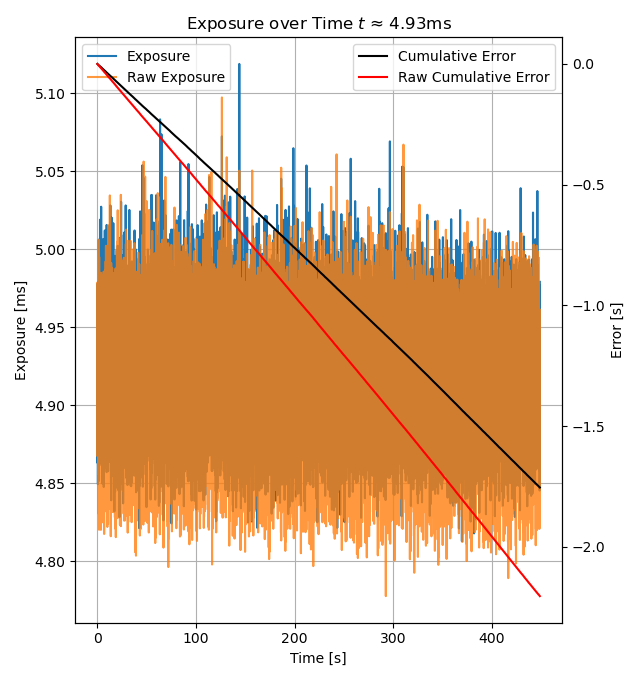 Exposure over Time t ≈ 4.93ms
Exposure
Raw Exposure
Cumulative Error
Raw Cumulative Error
5.10
5.05
5.00
4.95
4.90
4.85
4.80
Exposure [ms]
0.0
−0.5
−1.0
−1.5
−2.0
Error [s]
0 100 200 300 400
Time [s]